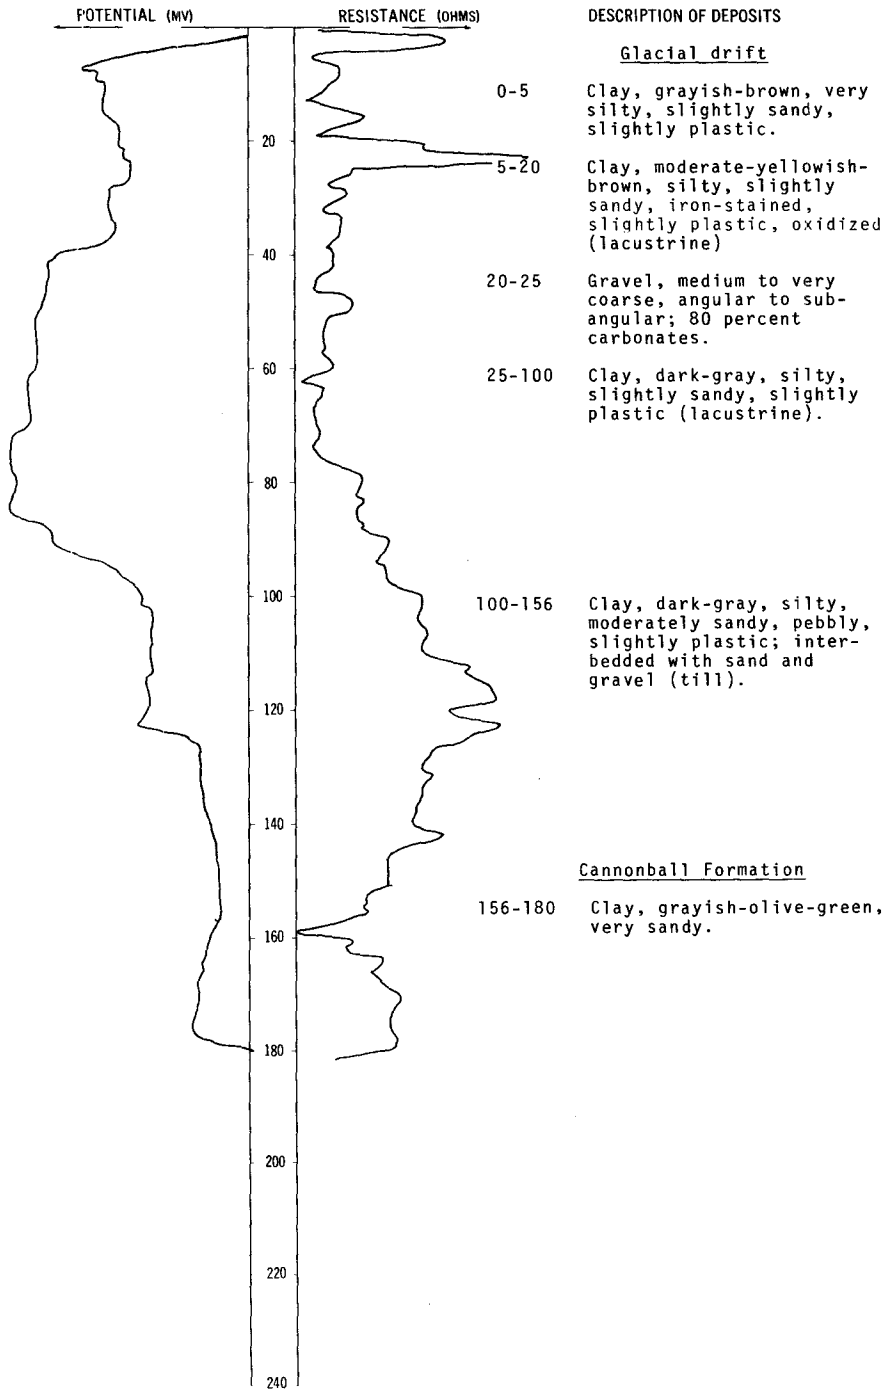 POTENTIAL (MV)
RESISTANCE (OHMS)
DESCRIPTION OF DEPOSITS
Glacial drift
0-5 Clay, grayish-brown, very
silty, slightly sandy,
slightly plastic.
5-20 Clay, moderate-yellowish-
brown, silty, slightly
sandy, iron-stained,
slightly plastic, oxidized
(lacustrine)
20-25 Gravel, medium to very
coarse, angular to sub-
angular; 80 percent
carbonates.
25-100 Clay, dark-gray, silty,
slightly sandy, slightly
plastic (lacustrine).
100-156 Clay, dark-gray, silty,
moderately sandy, pebbly,
slightly plastic; inter-
bedded with sand and
gravel (till).
Cannonball Formation
156-180 Clay, grayish-olive-green,
very sandy.
20
40
60
80
100
120
140
160
180
200
220
240